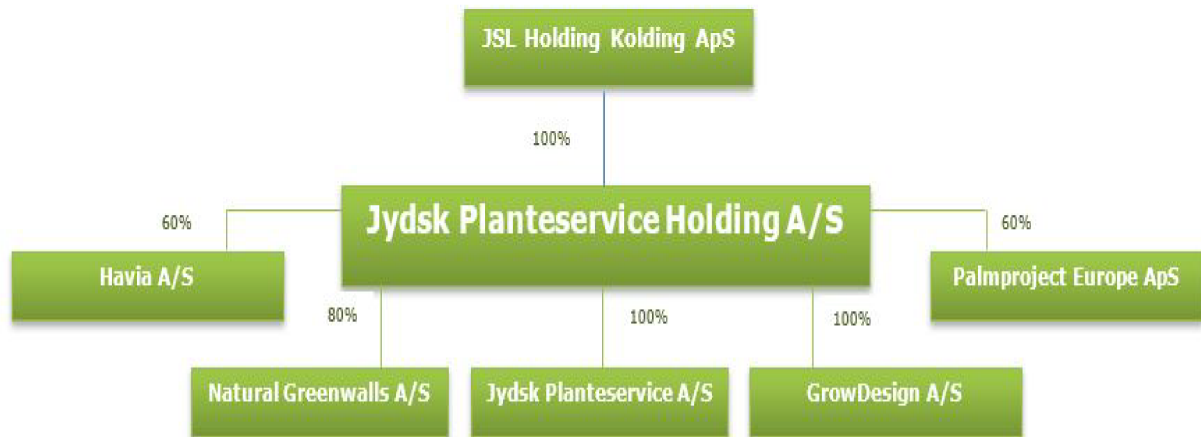 JSL Holding Kolding ApS
100%
Jydsk Planteservice Holding A/S
60%
60%
Havia A/S
Palmproject Europe ApS
80%
100%
100%
Natural Greenwalls A/S
Jydsk Planteservice A/S
GrowDesign A/S